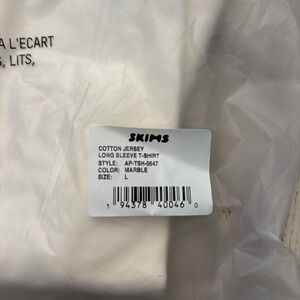 A L'ECART
, LITS,
SKIMS
COTTON JERSEY
LONG SLEEVE T-SHIRT
STYLE: AP-TSH-0647
COLOR: MARBLE
SIZE: L
1 94378 40046 0